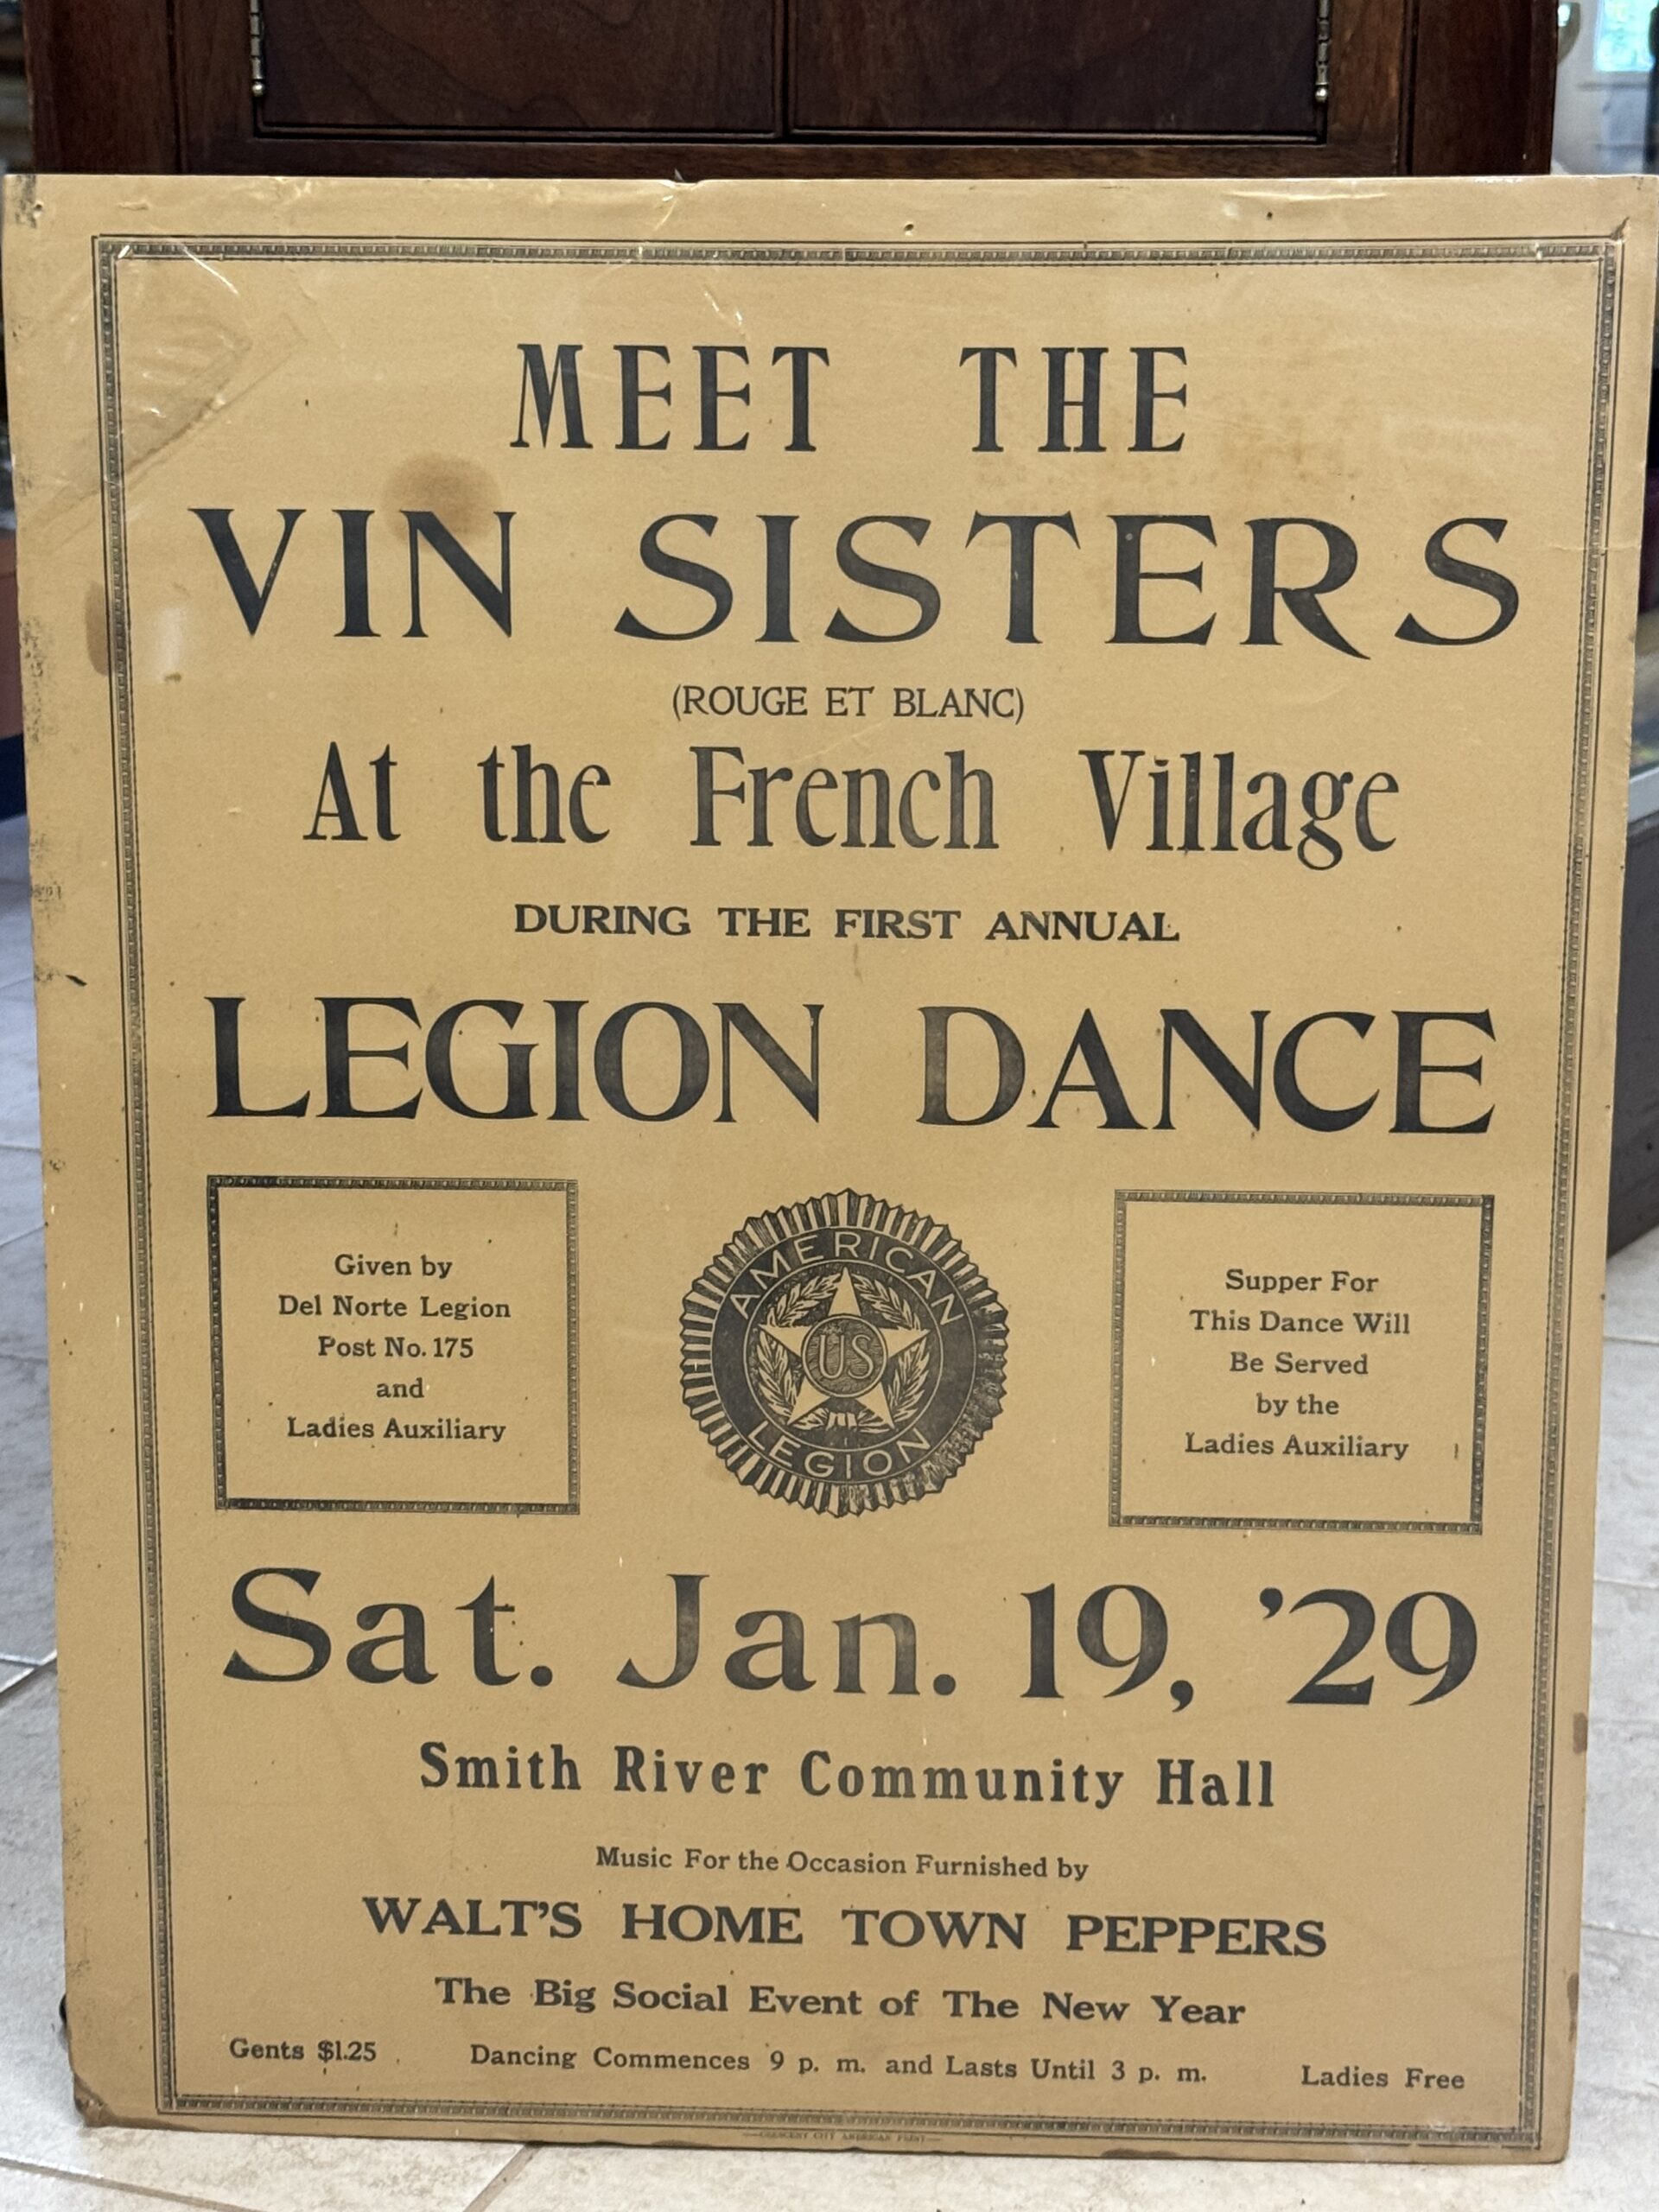 MEET THE
VIN SISTERS
(ROUGE ET BLANC)
At the French Village
DURING THE FIRST ANNUAL
LEGION DANCE
Given by
Del Norte Legion
Post No. 175
and
Ladies Auxiliary
AMERICAN
US
LEGION
Supper For
This Dance Will
Be Served
by the
Ladies Auxiliary
Sat. Jan. 19, '29
Smith River Community Hall
Music For the Occasion Furnished by
WALT'S HOME TOWN PEPPERS
The Big Social Event of The New Year
Gents $1.25 Dancing Commences 9 p. m. and Lasts Until 3 p. m. Ladies Free
CRESCENT CITY AMERICAN PRINT